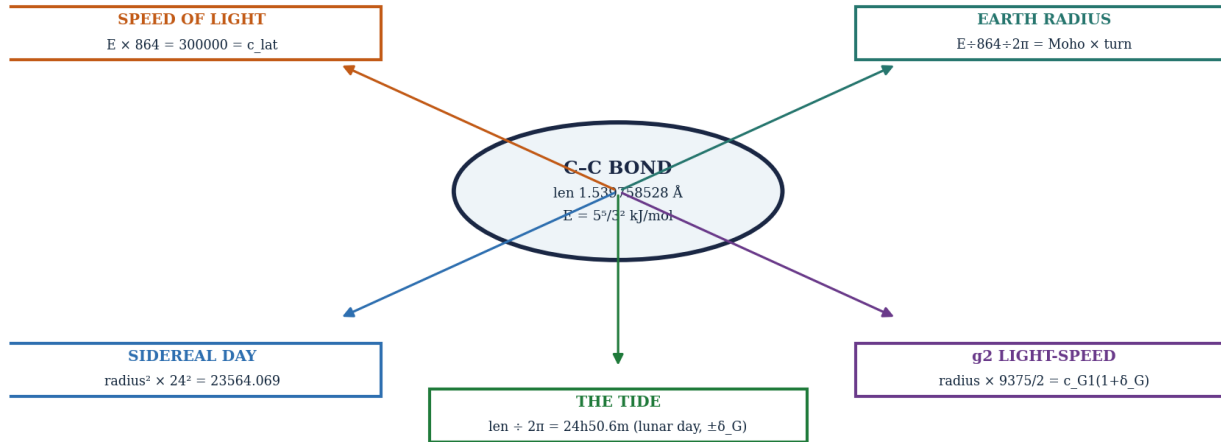 SPEED OF LIGHT
E × 864 = 300000 = c_lat
EARTH RADIUS
E÷864÷2π = Moho × turn
C–C BOND
len 1.539758528 Å
E = 5⁵/3² kJ/mol
SIDEREAL DAY
radius² × 24² = 23564.069
g2 LIGHT-SPEED
radius × 9375/2 = c_G1(1+δ_G)
THE TIDE
len ÷ 2π = 24h50.6m (lunar day, ±δ_G)